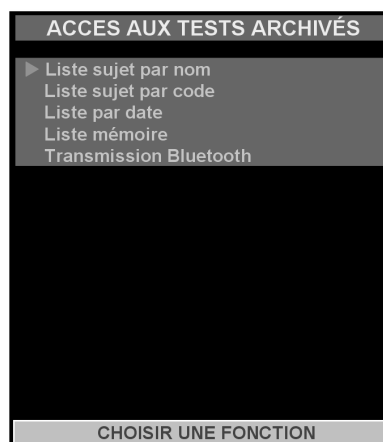 ACCES AUX TESTS ARCHIVÉS
Liste sujet par nom
Liste sujet par code
Liste par date
Liste mémoire
Transmission Bluetooth
CHOISIR UNE FONCTION